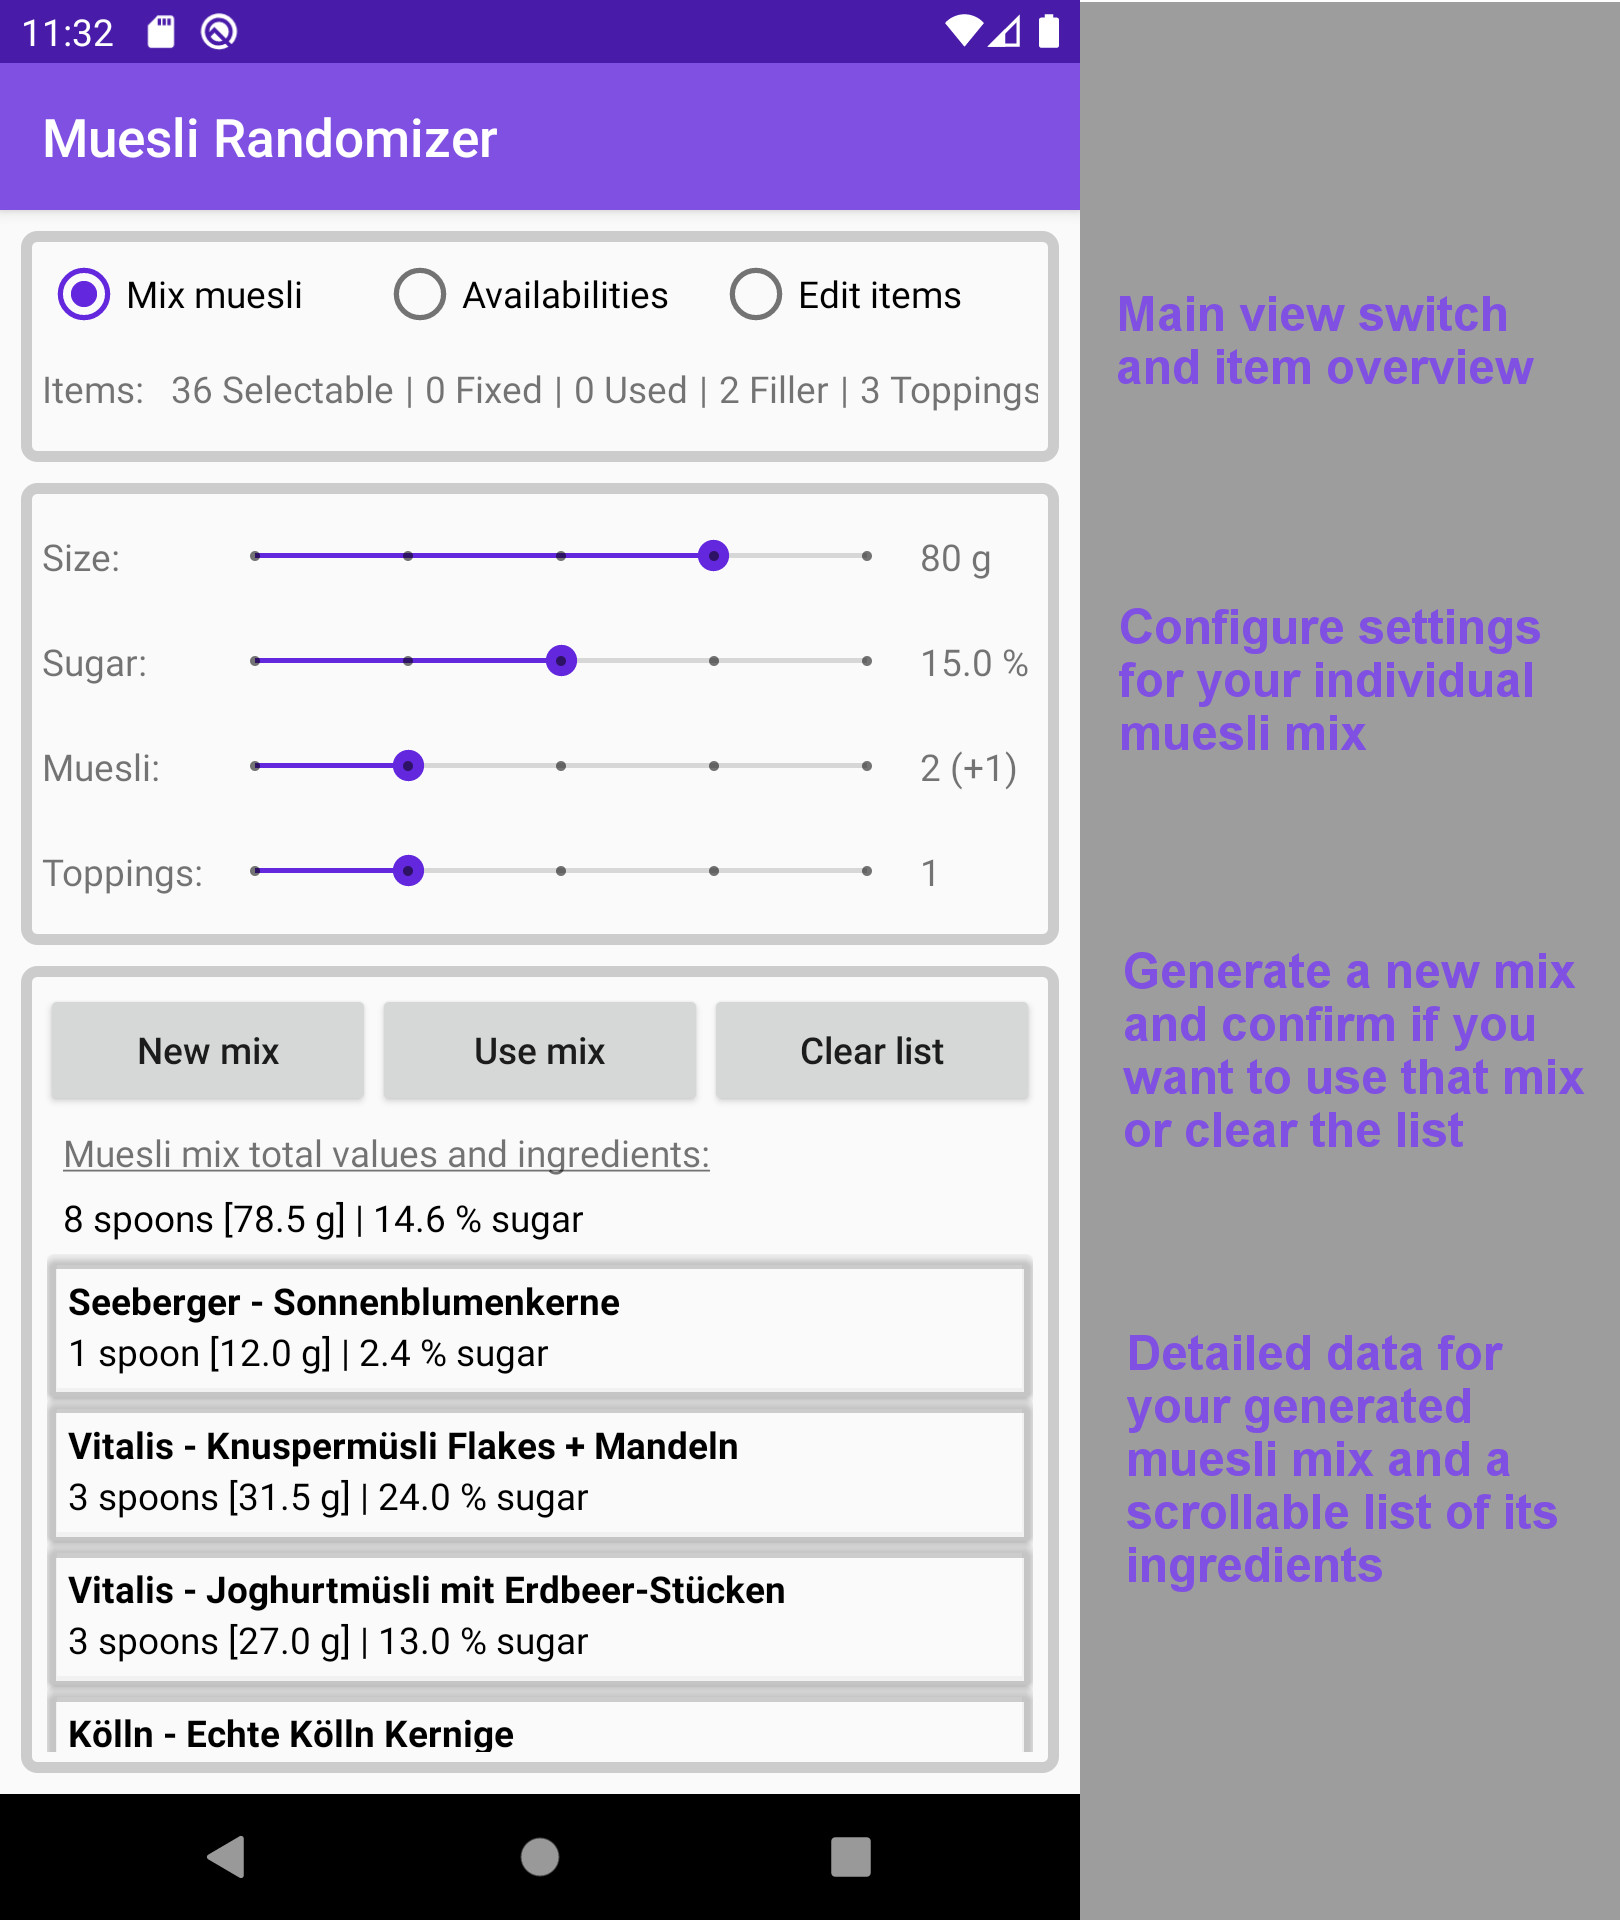 11:32
Muesli Randomizer
Mix muesli Availabilities Edit items
Items: 36 Selectable | 0 Fixed | 0 Used | 2 Filler | 3 Toppings
Main view switch
and item overview
Size: 80 g
Sugar: 15.0 %
Muesli: 2 (+1)
Toppings: 1
Configure settings
for your individual
muesli mix
New mix Use mix Clear list
Muesli mix total values and ingredients:
8 spoons [78.5 g] | 14.6 % sugar
Generate a new mix
and confirm if you
want to use that mix
or clear the list
Seeberger - Sonnenblumenkerne
1 spoon [12.0 g] | 2.4 % sugar
Vitalis - Knuspermüsli Flakes + Mandeln
3 spoons [31.5 g] | 24.0 % sugar
Vitalis - Joghurtmüsli mit Erdbeer-Stücken
3 spoons [27.0 g] | 13.0 % sugar
Kölln - Echte Kölln Kernige
Detailed data for
your generated
muesli mix and a
scrollable list of its
ingredients